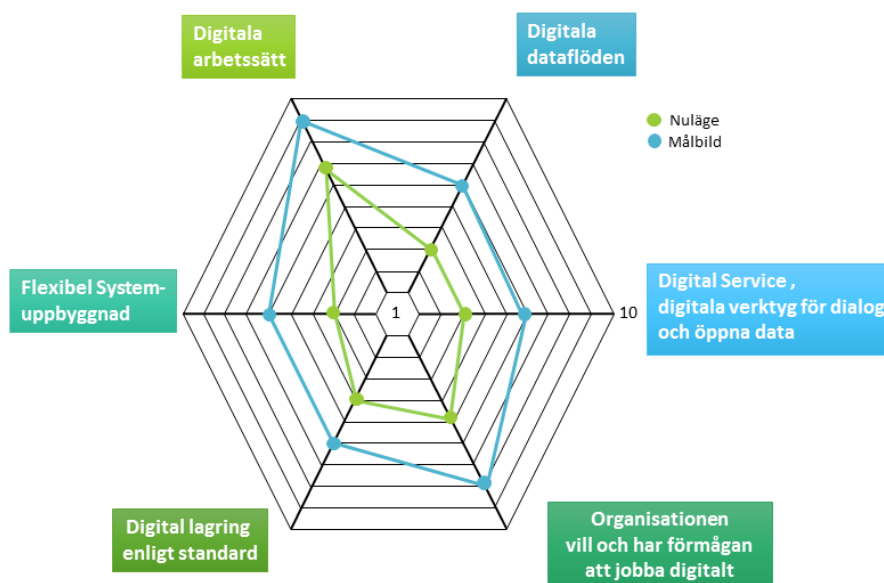 Digitala
arbetssätt
Digitala
dataflöden
Nuläge
Målbild
Flexibel System-
uppbyggnad
1
10
Digital Service ,
digitala verktyg för dialog
och öppna data
Digital lagring
enligt standard
Organisationen
vill och har förmågan
att jobba digitalt